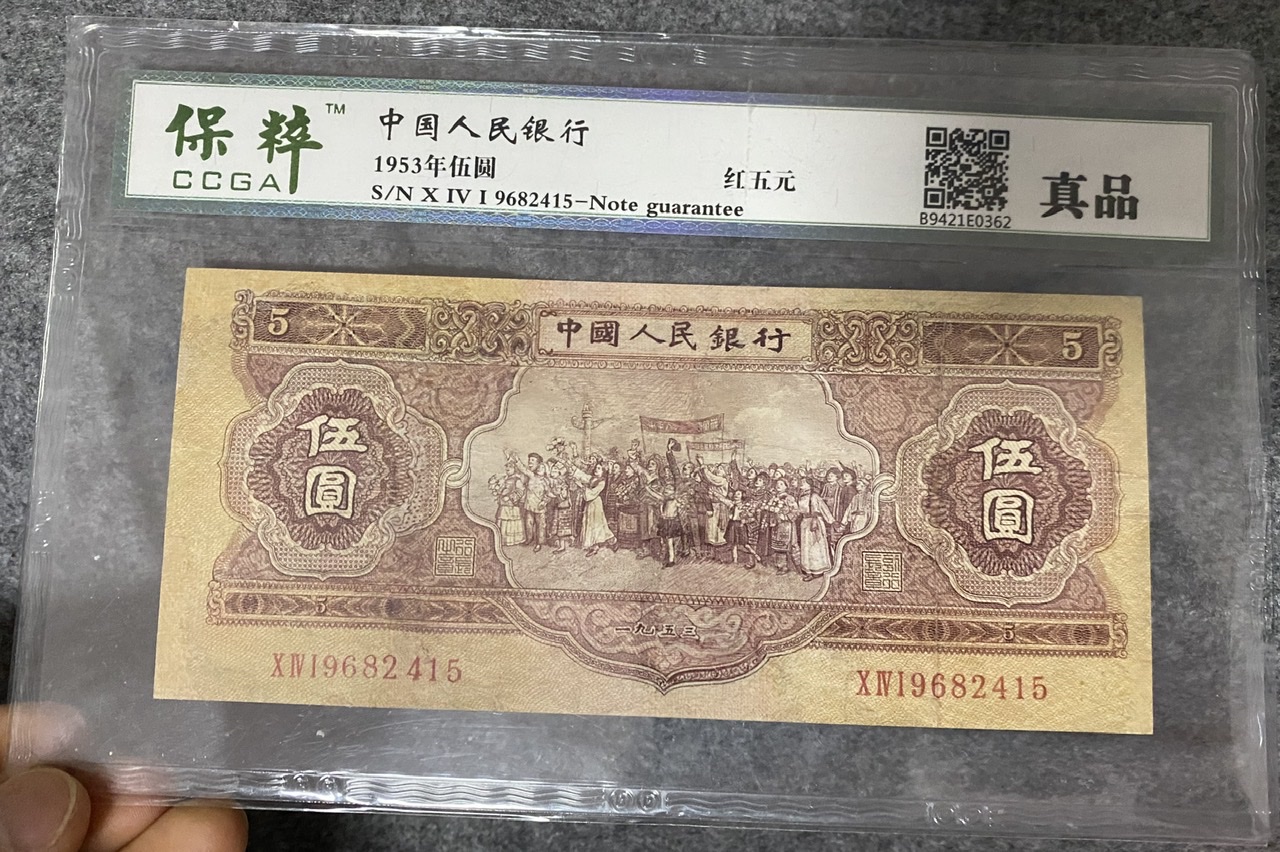 保粹™
CCGA
中国人民银行
1953年伍圆
S/N X IV I 9682415-Note guarantee
红五元
B9421E0362
真品
5
中國人民銀行
5
伍圓
伍圓
5
一九五三
5
XIVI9682415
XIVI9682415